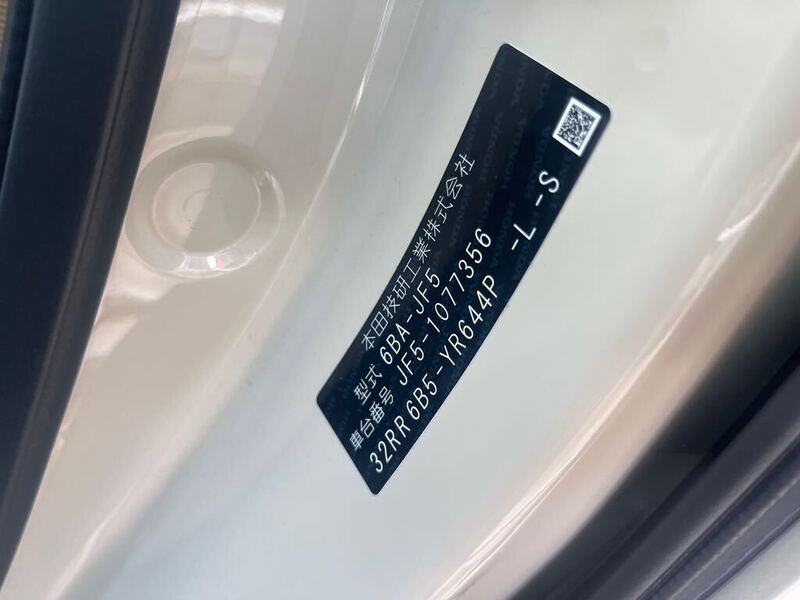 本田技研工業株式会社
型式 6BA-JF5
車台番号 JF5-1077356
32RR6B5-YR644P -L -S